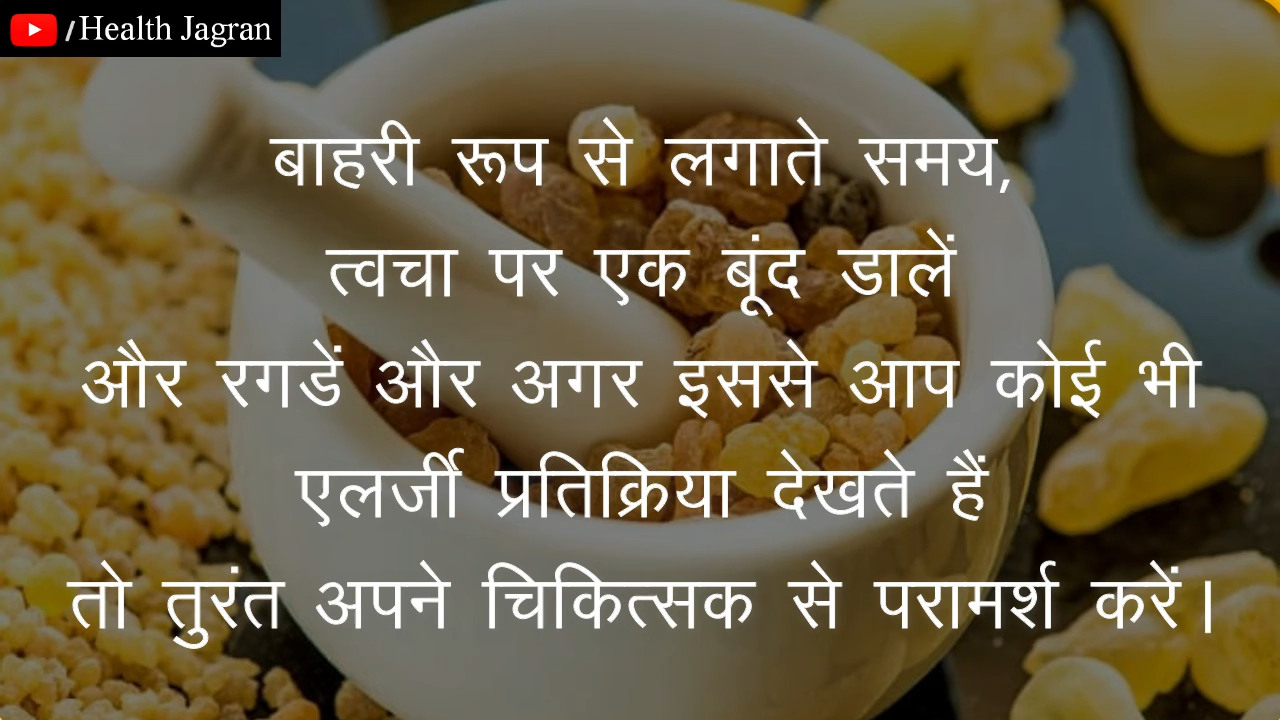 /Health Jagran
बाहरी रूप से लगाते समय,
त्वचा पर एक बूंद डालें
और रगडें और अगर इससे आप कोई भी
एलर्जी प्रतिक्रिया देखते हैं
तो तुरंत अपने चिकित्सक से परामर्श करें।